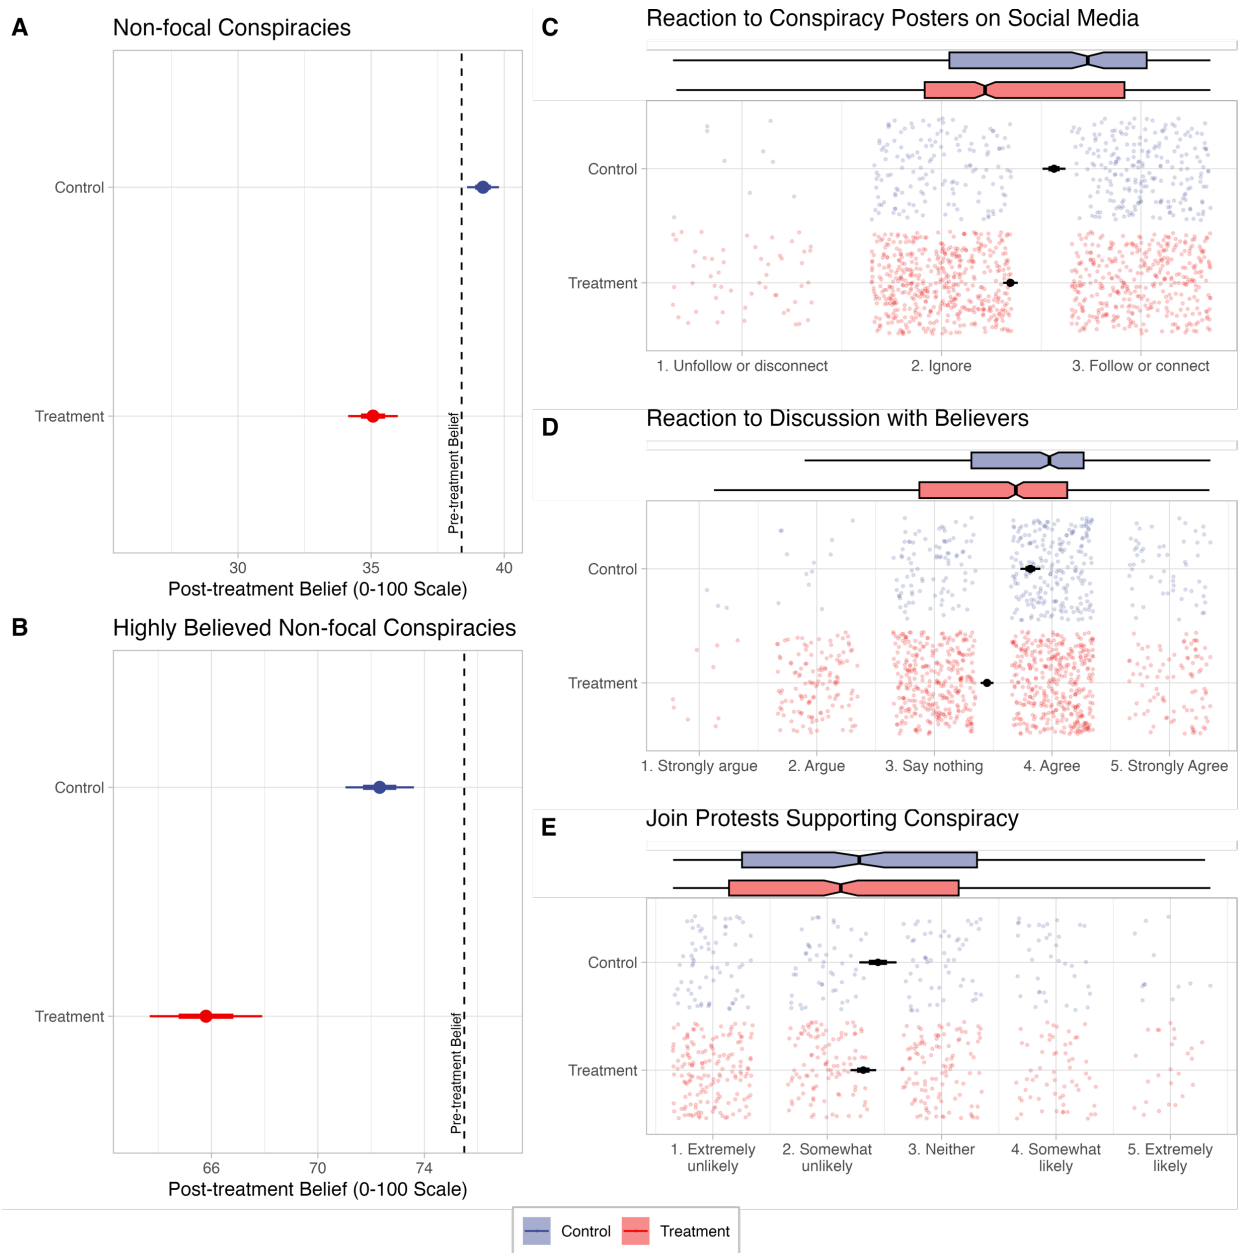 A
Non-focal Conspiracies
Control
Treatment
Pre-treatment Belief
30
35
40
Post-treatment Belief (0-100 Scale)
B
Highly Believed Non-focal Conspiracies
Control
Treatment
Pre-treatment Belief
66
70
74
Post-treatment Belief (0-100 Scale)
C
Reaction to Conspiracy Posters on Social Media
Control
Treatment
1. Unfollow or disconnect
2. Ignore
3. Follow or connect
D
Reaction to Discussion with Believers
Control
Treatment
1. Strongly argue
2. Argue
3. Say nothing
4. Agree
5. Strongly Agree
E
Join Protests Supporting Conspiracy
Control
Treatment
1. Extremely
unlikely
2. Somewhat
unlikely
3. Neither
4. Somewhat
likely
5. Extremely
likely
Control
Treatment